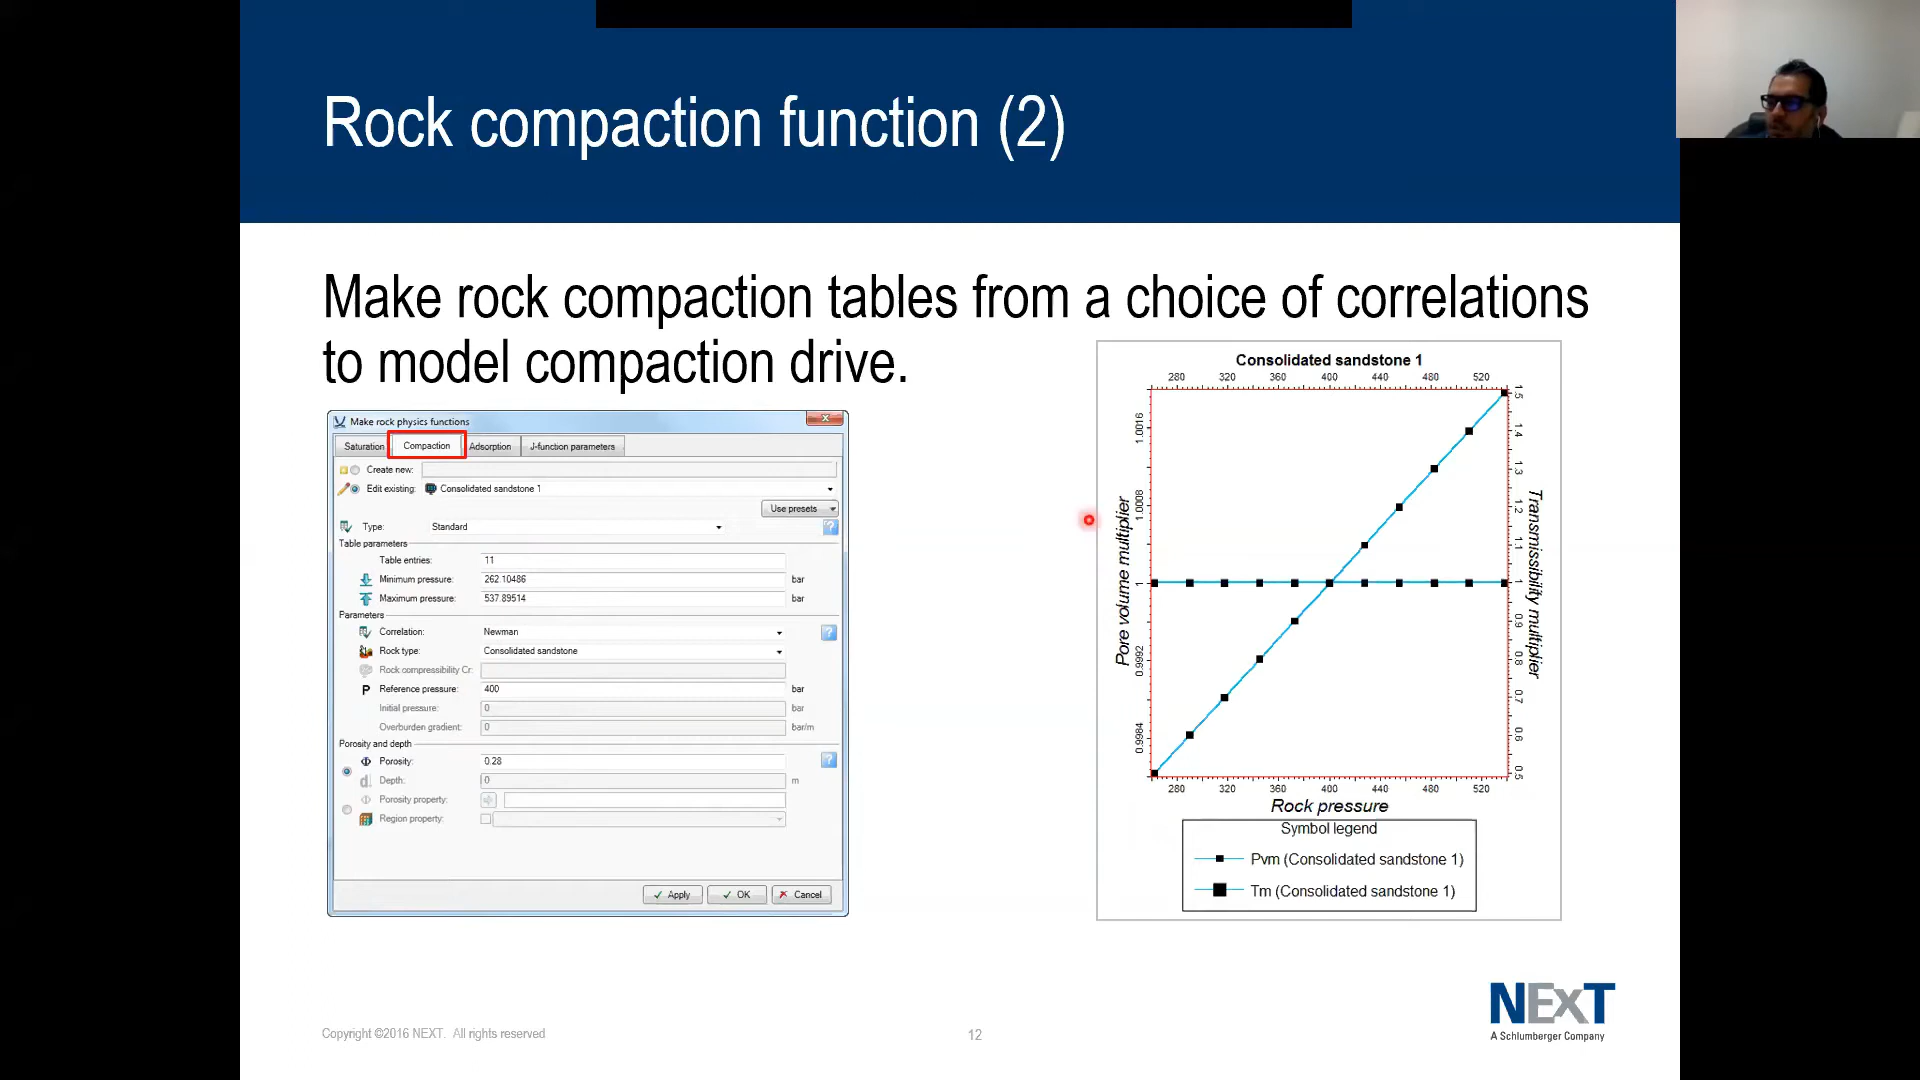 Rock compaction function (2)
Make rock compaction tables from a choice of correlations
to model compaction drive.
Make rock physics functions
Saturation Compaction Adsorption J-function parameters
Create new:
Edit existing: Consolidated sandstone 1
Use presets
Type: Standard
Table parameters
Table entries: 11
Minimum pressure: 262.10486 bar
Maximum pressure: 537.89514 bar
Parameters
Correlation: Newman
Rock type: Consolidated sandstone
Rock compressibility Cr:
P Reference pressure: 400 bar
Initial pressure: 0 bar
Overburden gradient: 0 bar/m
Porosity and depth
Porosity: 0.28
Depth: 0 m
Porosity property:
Region property:
Apply OK Cancel
Consolidated sandstone 1
280 320 360 400 440 480 520
Pore volume multiplier
1.0016
1.0008
1
0.9992
0.9984
Transmissibility multiplier
1.5
1.4
1.3
1.2
1.1
1
0.9
0.8
0.7
0.6
0.5
280 320 360 400 440 480 520
Rock pressure
Symbol legend
Pvm (Consolidated sandstone 1)
Tm (Consolidated sandstone 1)
Copyright ©2016 NEXT. All rights reserved
12
NExT
A Schlumberger Company